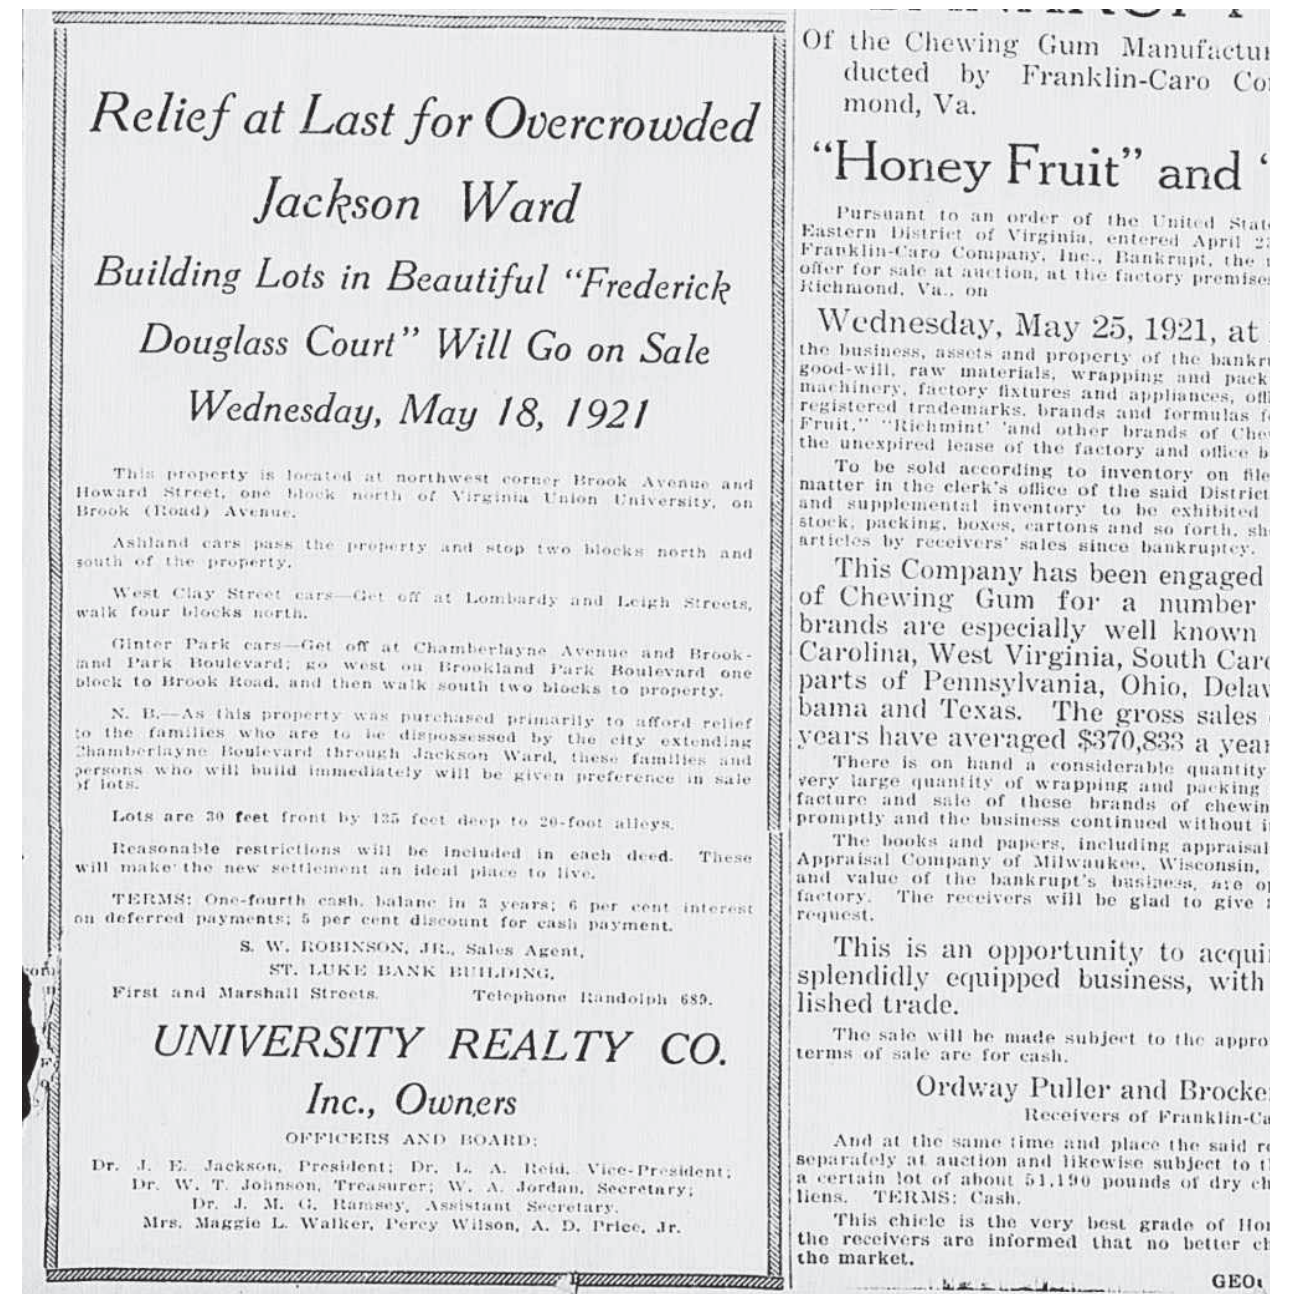 Relief at Last for Overcrowded
Jackson Ward
Building Lots in Beautiful “Frederick
Douglass Court” Will Go on Sale
Wednesday, May 18, 1921
This property is located at northwest corner Brook Avenue and
Howard Street, one block north of Virginia Union University, on
Brook (Road) Avenue.
Ashland cars pass the property and stop two blocks north and
south of the property.
West Clay Street cars—Get off at Lombardy and Leigh Streets,
walk four blocks north.
Ginter Park cars—Get off at Chamberlayne Avenue and Brook-
land Park Boulevard; go west on Brookland Park Boulevard one
block to Brook Road, and then walk south two blocks to property.
N. B.—As this property was purchased primarily to afford relief
to the families who are to be dispossessed by the city extending
Chamberlayne Boulevard through Jackson Ward, these families and
persons who will build immediately will be given preference in sale
of lots.
Lots are 30 feet front by 135 feet deep to 20-foot alleys.
Reasonable restrictions will be included in each deed. These
will make the new settlement an ideal place to live.
TERMS: One-fourth cash, balanc in 3 years; 6 per cent interest
on deferred payments; 5 per cent discount for cash payment.
S. W. ROBINSON, JR., Sales Agent,
ST. LUKE BANK BUILDING,
First and Marshall Streets. Telephone Randolph 689.
UNIVERSITY REALTY CO.
Inc., Owners
OFFICERS AND BOARD:
Dr. J. E. Jackson, President; Dr. L. A. Reid, Vice-President;
Dr. W. T. Johnson, Treasurer; W. A. Jordan, Secretary;
Dr. J. M. G. Ramsey, Assistant Secretary.
Mrs. Maggie L. Walker, Percy Wilson, A. D. Price, Jr.
Of the Chewing Gum Manufactur
ducted by Franklin-Caro Co
mond, Va.
“Honey Fruit” and “
Pursuant to an order of the United Stat
Eastern District of Virginia, entered April 2
Franklin-Caro Company, Inc., Bankrupt, the
offer for sale at auction, at the factory premise
Richmond, Va., on
Wednesday, May 25, 1921, at
the business, assets and property of the bankr
good-will, raw materials, wrapping and pack
machinery, factory fixtures and appliances, off
registered trademarks, brands and formulas f
Fruit,” “Richmint’ ’and other brands of Che
the unexpired lease of the factory and office b
To be sold according to inventory on file
matter in the clerk’s office of the said District
and supplemental inventory to be exhibited
stock, packing, boxes, cartons and so forth, sh
articles by receivers’ sales since bankruptcy.
This Company has been engaged
of Chewing Gum for a number
brands are especially well known
Carolina, West Virginia, South Car
parts of Pennsylvania, Ohio, Delaw
bama and Texas. The gross sales
years have averaged $370,833 a year
There is on hand a considerable quantity
very large quantity of wrapping and packing
facture and sale of these brands of chewin
promptly and the business continued without i
The books and papers, including appraisal
Appraisal Company of Milwaukee, Wisconsin,
and value of the bankrupt’s business, are o
factory. The receivers will be glad to give
request.
This is an opportunity to acqui
splendidly equipped business, with
lished trade.
The sale will be made subject to the appro
terms of sale are for cash.
Ordway Puller and Brocke
Receivers of Franklin-Ca
And at the same time and place the said r
separately at auction and likewise subject to t
a certain lot of about 51,190 pounds of dry ch
liens. TERMS: Cash.
This chicle is the very best grade of Hon
the receivers are informed that no better ch
the market.
GEO